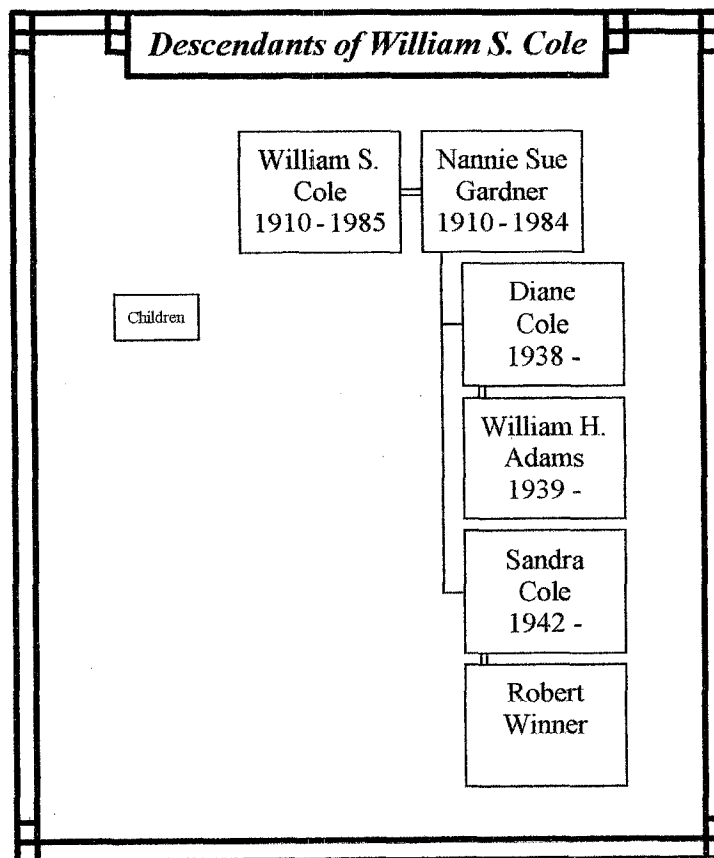 Descendants of William S. Cole
William S.
Cole
1910 - 1985
Nannie Sue
Gardner
1910 - 1984
Children
Diane
Cole
1938 -
William H.
Adams
1939 -
Sandra
Cole
1942 -
Robert
Winner